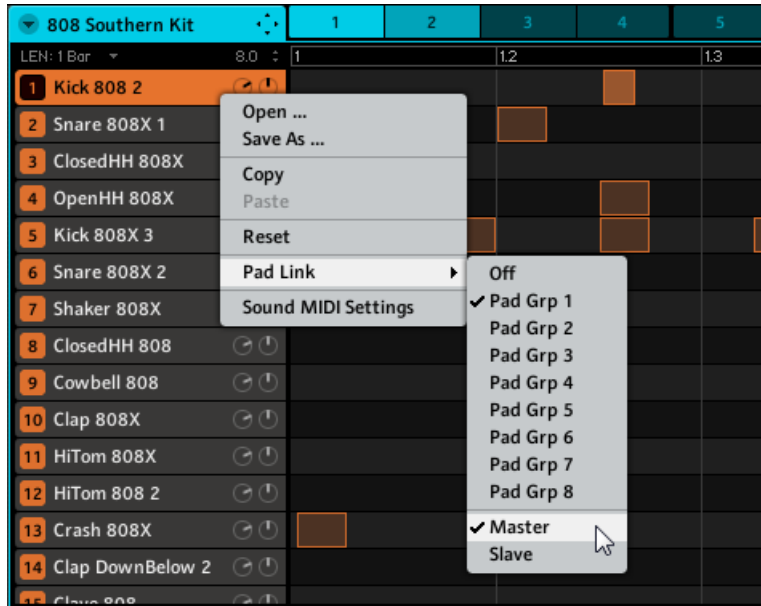 808 Southern Kit 1 2 3 4 5
LEN: 1 Bar 8.0 1 1.2 1.3
1 Kick 808 2
2 Snare 808X 1
3 ClosedHH 808X
4 OpenHH 808X
5 Kick 808X 3
6 Snare 808X 2
7 Shaker 808X
8 ClosedHH 808
9 Cowbell 808
10 Clap 808X
11 HiTom 808X
12 HiTom 808 2
13 Crash 808X
14 Clap DownBelow 2
15 Clave 808
Open ...
Save As ...
Copy
Paste
Reset
Pad Link
Sound MIDI Settings
Off
Pad Grp 1
Pad Grp 2
Pad Grp 3
Pad Grp 4
Pad Grp 5
Pad Grp 6
Pad Grp 7
Pad Grp 8
Master
Slave